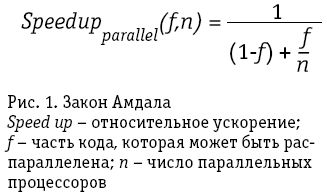 Speedup_parallel(f,n) = 1 / ((1-f) + f/n)
Рис. 1. Закон Амдала
Speed up – относительное ускорение;
f – часть кода, которая может быть рас-
параллелена; n – число параллельных
процессоров